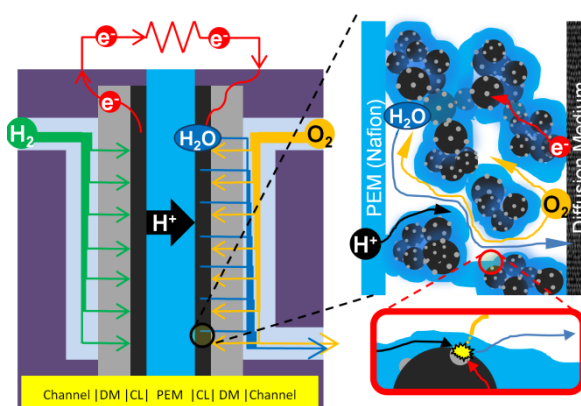 e-
e-
e-
H2
H2O
O2
H+
Channel |DM |CL| PEM |CL| DM |Channel
PEM (Nafion)
H2O
e-
O2
H+
Diffusion Medium